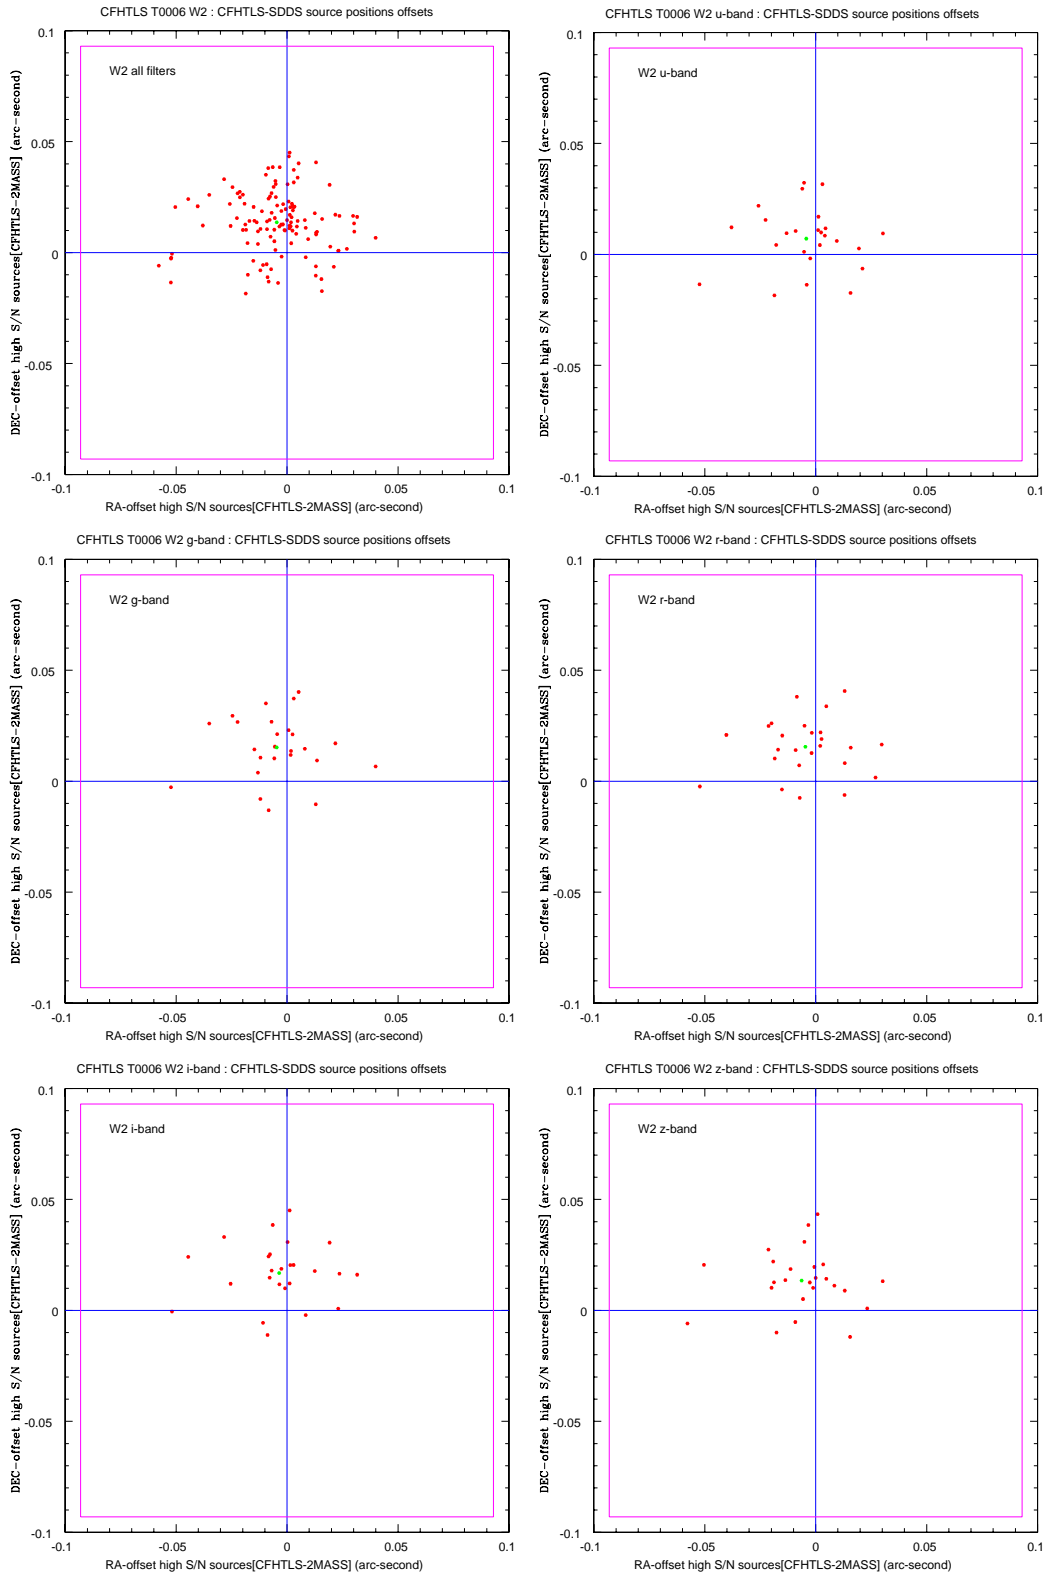 CFHTLS T0006 W2 : CFHTLS-SDDS source positions offsets
W2 all filters
DEC-offset high S/N sources[CFHTLS-2MASS] (arc-second)
0.1
0.05
0
-0.05
-0.1
-0.1
-0.05
0
0.05
0.1
RA-offset high S/N sources[CFHTLS-2MASS] (arc-second)
CFHTLS T0006 W2 u-band : CFHTLS-SDDS source positions offsets
W2 u-band
DEC-offset high S/N sources[CFHTLS-2MASS] (arc-second)
0.1
0.05
0
-0.05
-0.1
-0.1
-0.05
0
0.05
0.1
RA-offset high S/N sources[CFHTLS-2MASS] (arc-second)
CFHTLS T0006 W2 g-band : CFHTLS-SDDS source positions offsets
W2 g-band
DEC-offset high S/N sources[CFHTLS-2MASS] (arc-second)
0.1
0.05
0
-0.05
-0.1
-0.1
-0.05
0
0.05
0.1
RA-offset high S/N sources[CFHTLS-2MASS] (arc-second)
CFHTLS T0006 W2 r-band : CFHTLS-SDDS source positions offsets
W2 r-band
DEC-offset high S/N sources[CFHTLS-2MASS] (arc-second)
0.1
0.05
0
-0.05
-0.1
-0.1
-0.05
0
0.05
0.1
RA-offset high S/N sources[CFHTLS-2MASS] (arc-second)
CFHTLS T0006 W2 i-band : CFHTLS-SDDS source positions offsets
W2 i-band
DEC-offset high S/N sources[CFHTLS-2MASS] (arc-second)
0.1
0.05
0
-0.05
-0.1
-0.1
-0.05
0
0.05
0.1
RA-offset high S/N sources[CFHTLS-2MASS] (arc-second)
CFHTLS T0006 W2 z-band : CFHTLS-SDDS source positions offsets
W2 z-band
DEC-offset high S/N sources[CFHTLS-2MASS] (arc-second)
0.1
0.05
0
-0.05
-0.1
-0.1
-0.05
0
0.05
0.1
RA-offset high S/N sources[CFHTLS-2MASS] (arc-second)